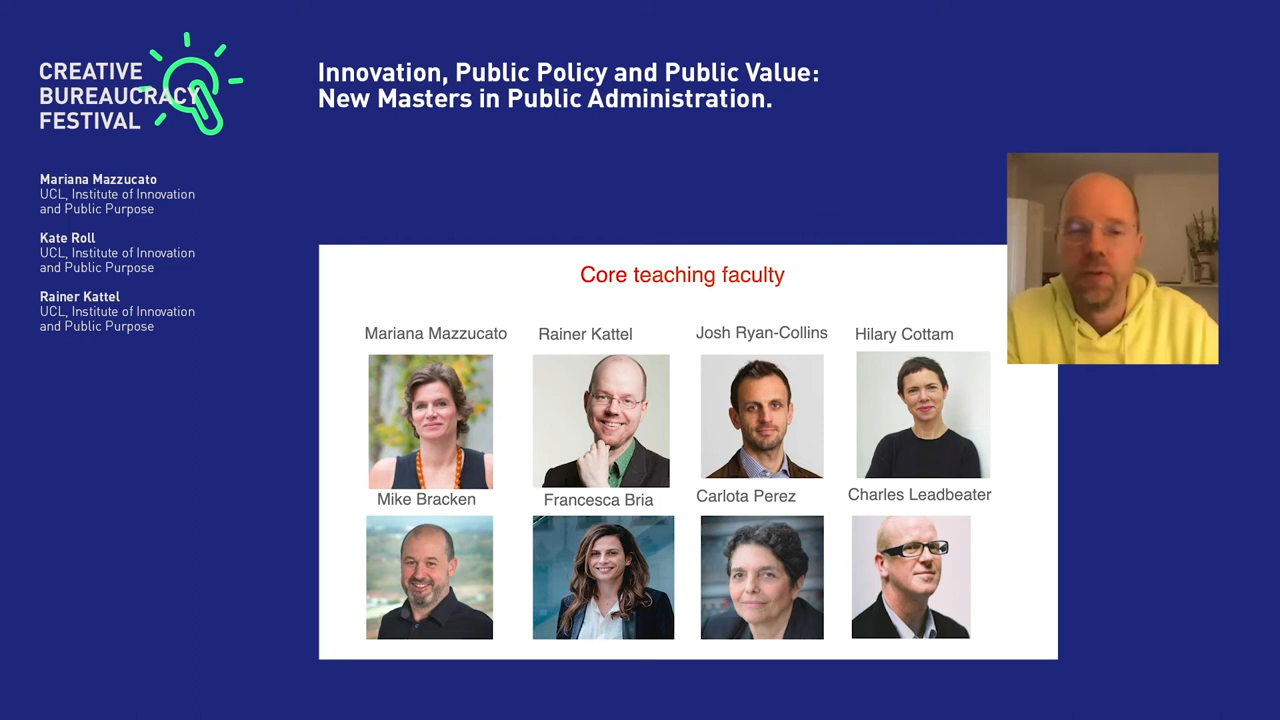 CREATIVE
BUREAUCRACY
FESTIVAL
Innovation, Public Policy and Public Value:
New Masters in Public Administration.
Mariana Mazzucato
UCL, Institute of Innovation
and Public Purpose
Kate Roll
UCL, Institute of Innovation
and Public Purpose
Rainer Kattel
UCL, Institute of Innovation
and Public Purpose
Core teaching faculty
Mariana Mazzucato
Rainer Kattel
Josh Ryan-Collins
Hilary Cottam
Mike Bracken
Francesca Bria
Carlota Perez
Charles Leadbeater